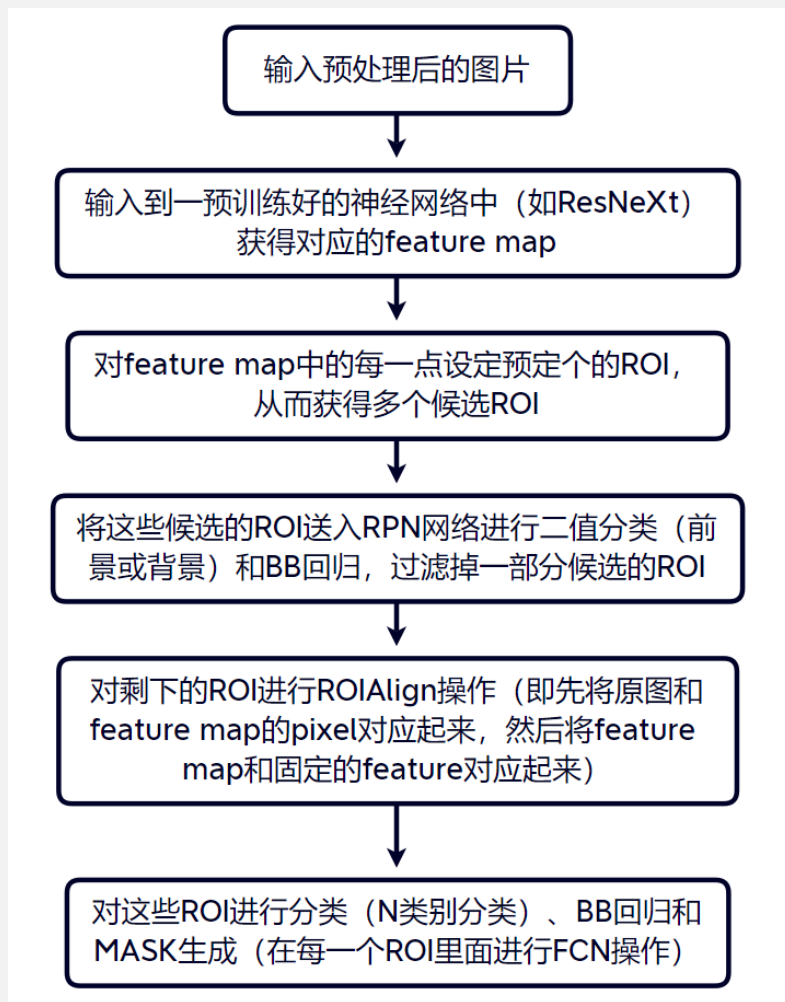 输入预处理后的图片
输入到一预训练好的神经网络中（如ResNeXt）
获得对应的feature map
对feature map中的每一点设定预定个的ROI，
从而获得多个候选ROI
将这些候选的ROI送入RPN网络进行二值分类（前
景或背景）和BB回归，过滤掉一部分候选的ROI
对剩下的ROI进行ROIAlign操作（即先将原图和
feature map的pixel对应起来，然后将feature
map和固定的feature对应起来）
对这些ROI进行分类（N类别分类）、BB回归和
MASK生成（在每一个ROI里面进行FCN操作）